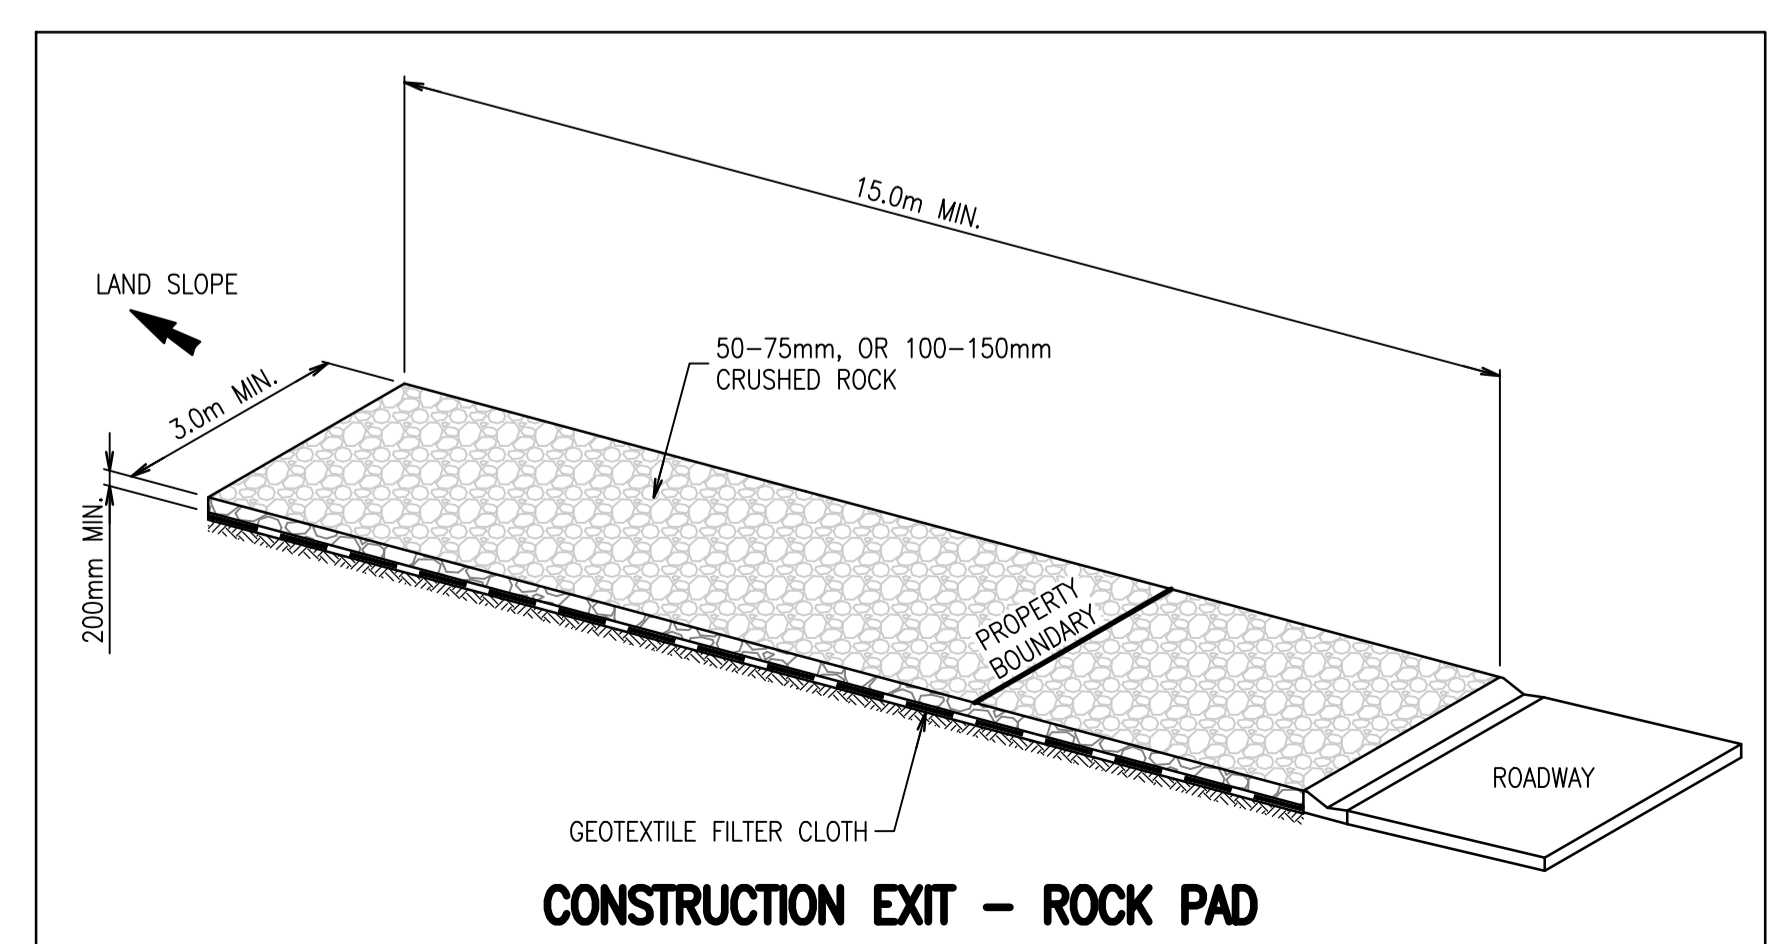 15.0m MIN.
LAND SLOPE
50-75mm, OR 100-150mm
CRUSHED ROCK
3.0m MIN.
200mm MIN.
PROPERTY
BOUNDARY
ROADWAY
GEOTEXTILE FILTER CLOTH
CONSTRUCTION EXIT - ROCK PAD